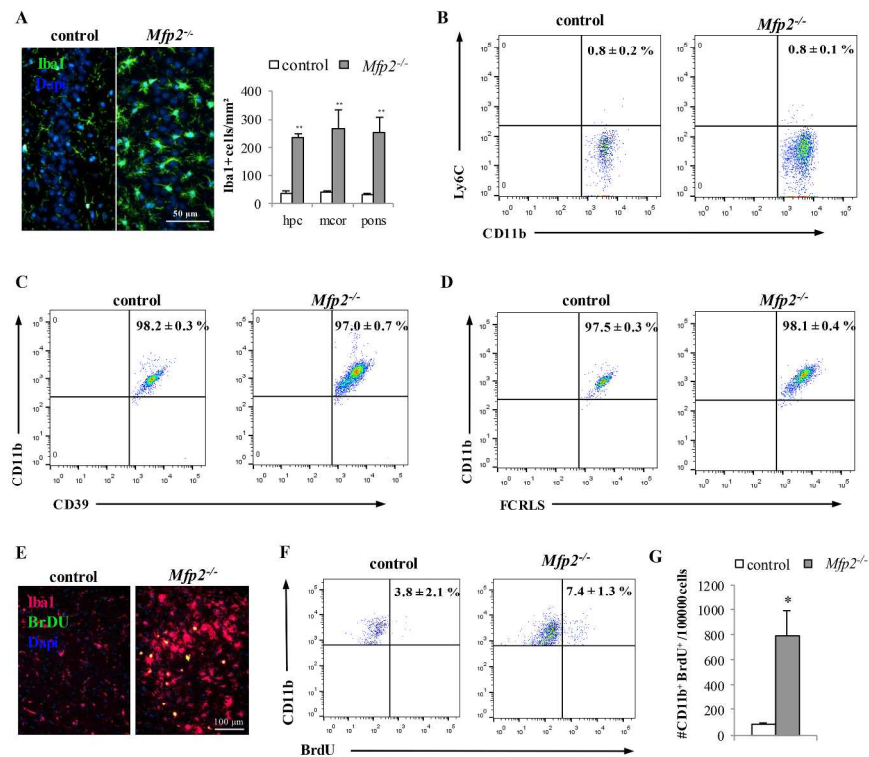 A
control
Mfp2-/-
Iba1
Dapi
50 µm
control
Mfp2-/-
Iba1+cells/mm²
400
300
200
100
0
**
**
**
hpc
mcor
pons
B
control
Mfp2-/-
0.8 ± 0.2 %
0.8 ± 0.1 %
Ly6C
CD11b
C
control
Mfp2-/-
98.2 ± 0.3 %
97.0 ± 0.7 %
CD11b
CD39
D
control
Mfp2-/-
97.5 ± 0.3 %
98.1 ± 0.4 %
CD11b
FCRLS
E
control
Mfp2-/-
Iba1
BrDU
Dapi
100 µm
F
control
Mfp2-/-
3.8 ± 2.1 %
7.4 ± 1.3 %
CD11b
BrdU
G
control
Mfp2-/-
#CD11b+ BrdU+ /100000cells
1200
1000
800
600
400
200
0
*